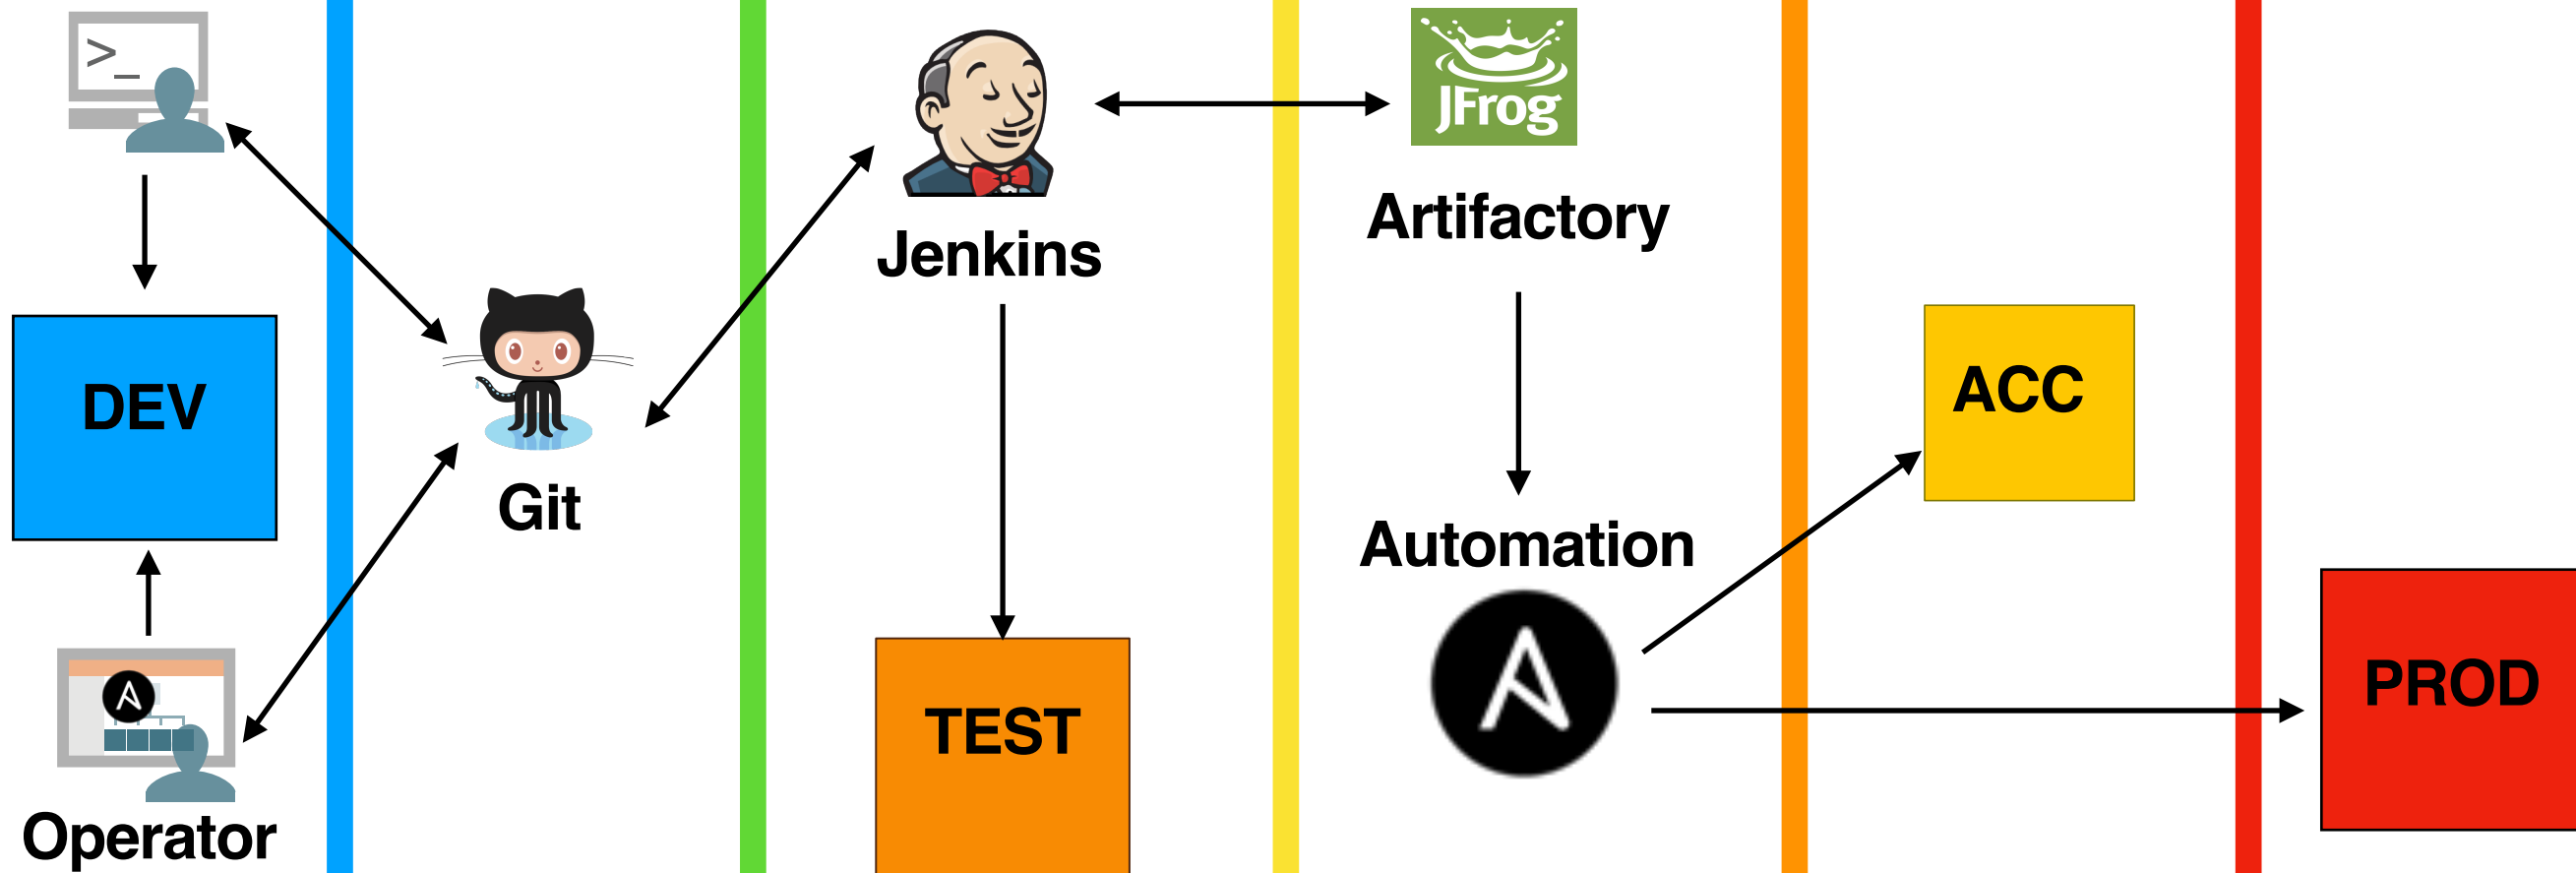 >_
DEV
Operator
Git
Jenkins
TEST
JFrog
Artifactory
Automation
ACC
PROD